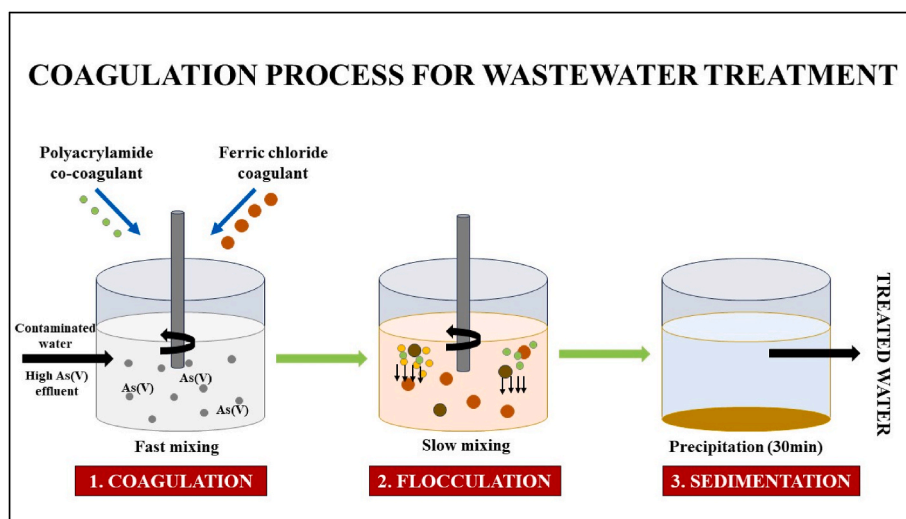 COAGULATION PROCESS FOR WASTEWATER TREATMENT
Polyacrylamide
co-coagulant
Ferric chloride
coagulant
Contaminated
water
High As(V)
effluent
As(V)
As(V)
As(V)
TREATED WATER
Fast mixing
Slow mixing
Precipitation (30min)
1. COAGULATION
2. FLOCCULATION
3. SEDIMENTATION